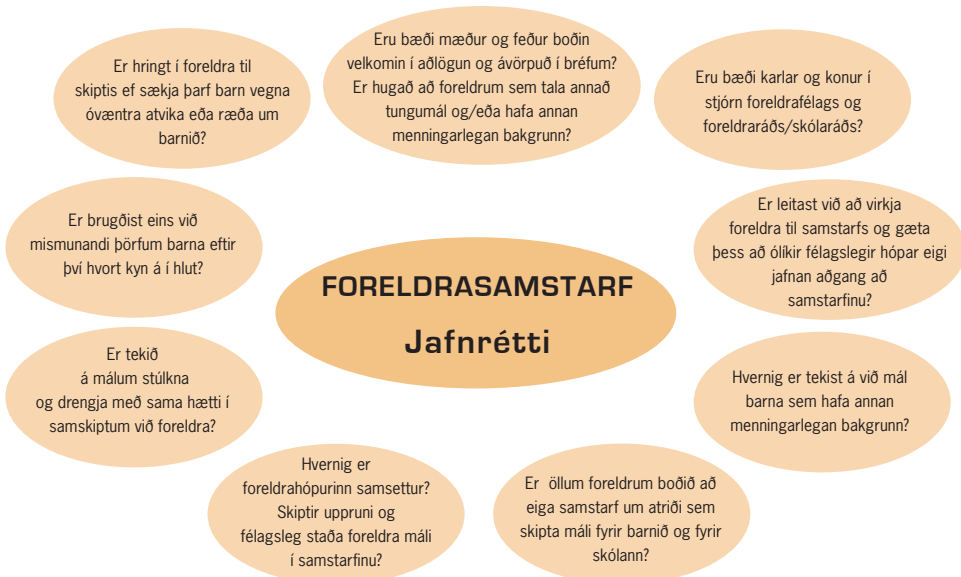 Er hringt í foreldra til
skiptis ef sækja þarf barn vegna
óvæntra atvika eða ræða um
barnið?
Eru bæði mæður og feður boðin
velkomin í aðlögun og ávörpuð í bréfum?
Er hugað að foreldrum sem tala annað
tungumál og/eða hafa annan
menningarlegan bakgrunn?
Eru bæði karlar og konur í
stjórn foreldrafélags og
foreldraráðs/skólaráðs?
Er brugðist eins við
mismunandi þörfum barna eftir
því hvort kyn á í hlut?
Er leitast við að virkja
foreldra til samstarfs og gæta
þess að ólíkir félagslegir hópar eigi
jafnan aðgang að
samstarfinu?
FORELDRASAMSTARF
Jafnrétti
Er tekið
á málum stúlkna
og drengja með sama hætti í
samskiptum við foreldra?
Hvernig er tekist á við mál
barna sem hafa annan
menningarlegan bakgrunn?
Hvernig er
foreldrahópurinn samsettur?
Skiptir uppruni og
félagsleg staða foreldra máli
í samstarfinu?
Er öllum foreldrum boðið að
eiga samstarf um atriði sem
skipta máli fyrir barnið og fyrir
skólann?